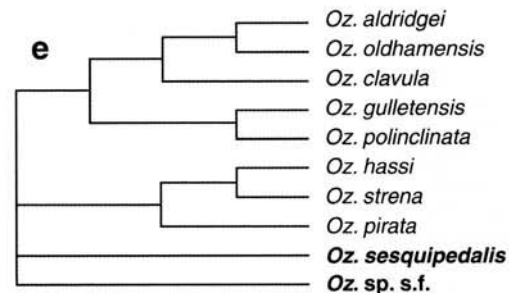 e
Oz. aldridgei
Oz. oldhamensis
Oz. clavula
Oz. gulletensis
Oz. polinclinata
Oz. hassi
Oz. strena
Oz. pirata
Oz. sesquipedalis
Oz. sp. s.f.